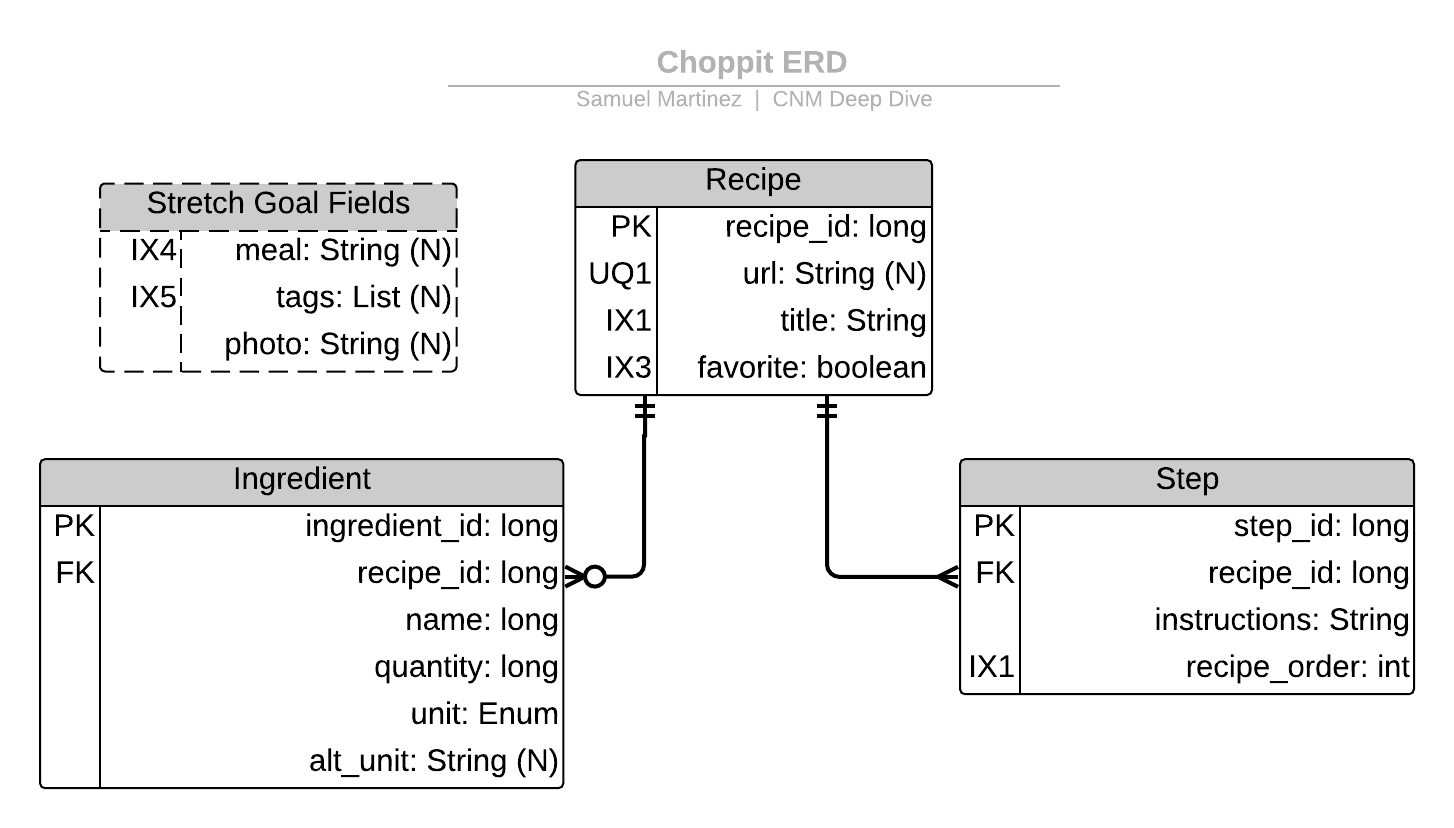 Choppit ERD
Samuel Martinez | CNM Deep Dive
Stretch Goal Fields
IX4 meal: String (N)
IX5 tags: List (N)
photo: String (N)
Recipe
PK recipe_id: long
UQ1 url: String (N)
IX1 title: String
IX3 favorite: boolean
Ingredient
PK ingredient_id: long
FK recipe_id: long
name: long
quantity: long
unit: Enum
alt_unit: String (N)
Step
PK step_id: long
FK recipe_id: long
instructions: String
IX1 recipe_order: int